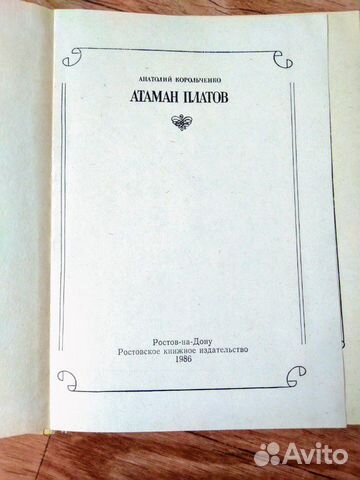 АНАТОЛИЙ КОРОЛЬЧЕНКО
АТАМАН ПЛАТОВ
Ростов-на-Дону
Ростовское книжное издательство
1986
Avito